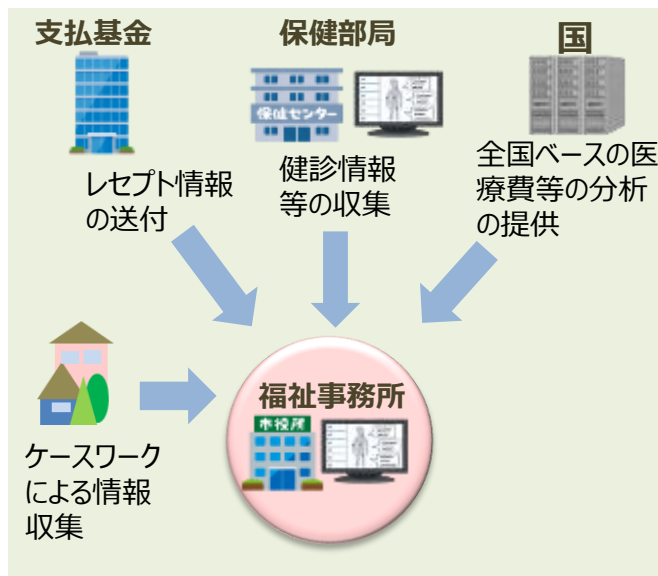 支払基金
保健部局
国
保健センター
レセプト情報
の送付
健診情報
等の収集
全国ベースの医
療費等の分析
の提供
福祉事務所
市役所
ケースワーク
による情報
収集